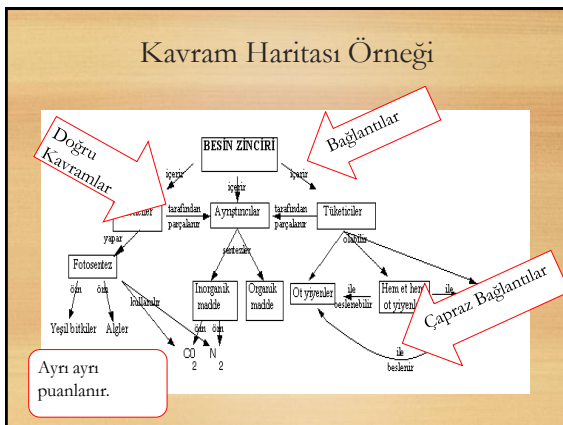 Kavram Haritası Örneği
BESİN ZİNCİRİ
Doğru
Kavramlar
Bağlantılar
içerir
içerir
içerir
tarafından
parçalanır
Ayrıştırıcılar
tarafından
parçalanır
Tüketiciler
yapar
sentezler
olabilir
Fotosentez
İnorganik
madde
Organik
madde
Ot yiyenler
ile
beslenebilir
Hem et hem
ot yiyenler
ile
Çapraz Bağlantılar
örn
örn
kullanılır
örn
örn
Yeşil bitkiler
Algler
CO
2
N
2
ile
beslenir
Ayrı ayrı
puanlanır.